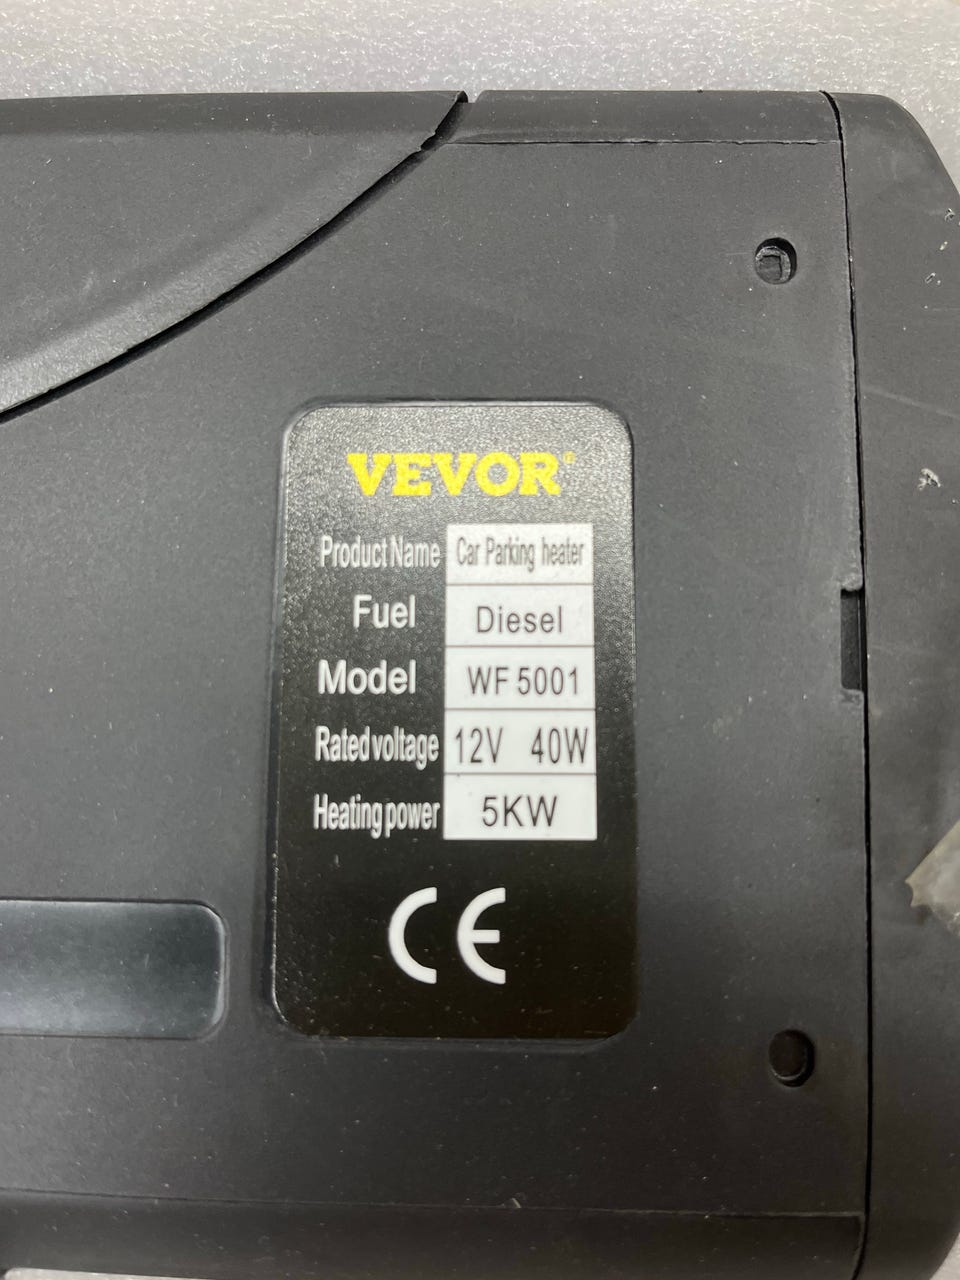 VEVOR®
Product Name Car Parking heater
Fuel Diesel
Model WF 5001
Rated voltage 12V 40W
Heating power 5KW
CE